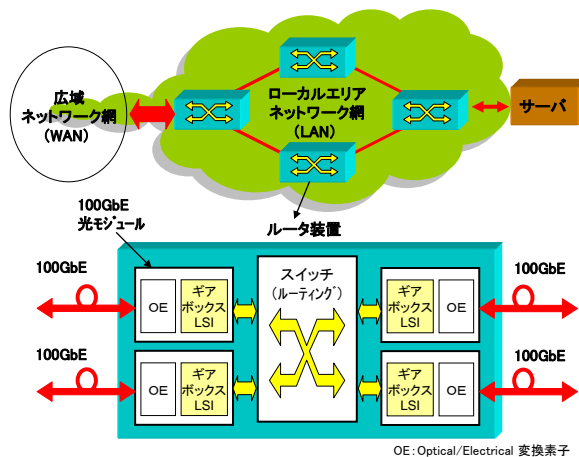 広域
ネットワーク網
(WAN)
ローカルエリア
ネットワーク網
(LAN)
サーバ
100GbE
光ﾓｼﾞｭｰﾙ
ルータ装置
100GbE
OE
ギア
ボックス
LSI
スイッチ
(ﾙｰﾃｨﾝｸﾞ)
ギア
ボックス
LSI
OE
100GbE
100GbE
OE
ギア
ボックス
LSI
ギア
ボックス
LSI
OE
100GbE
OE:Optical/Electrical 変換素子